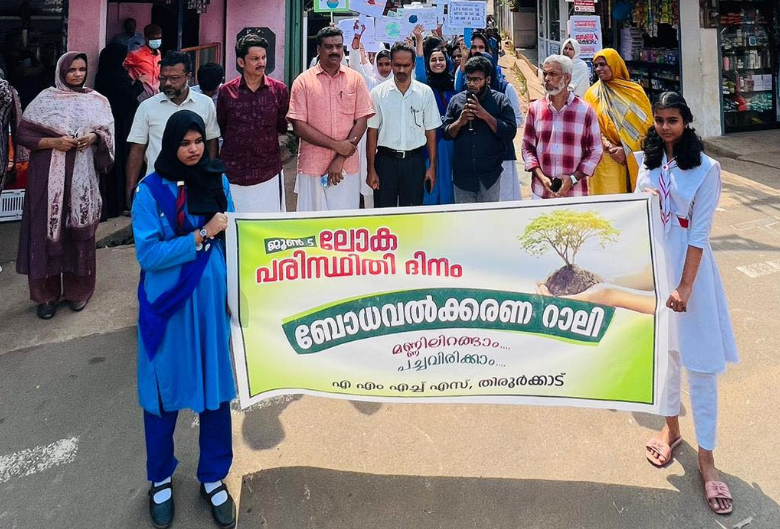 ജൂൺ 5 ലോക
പരിസ്ഥിതി ദിനം
ബോധവൽക്കരണ റാലി
മണ്ണിലിറങ്ങാം....
പച്ചവിരിക്കാം....
എ എം എച്ച് എസ്, തിരൂർക്കാട്